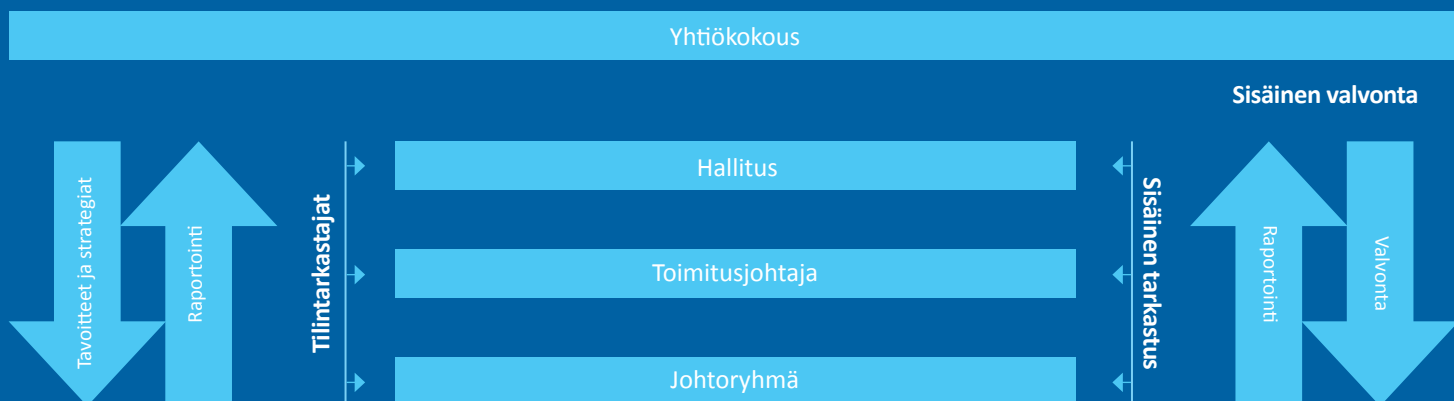 Yhtiökokous
Sisäinen valvonta
Tavoitteet ja strategiat
Raportointi
Tilintarkastajat
Hallitus
Toimitusjohtaja
Johtoryhmä
Sisäinen tarkastus
Raportointi
Valvonta